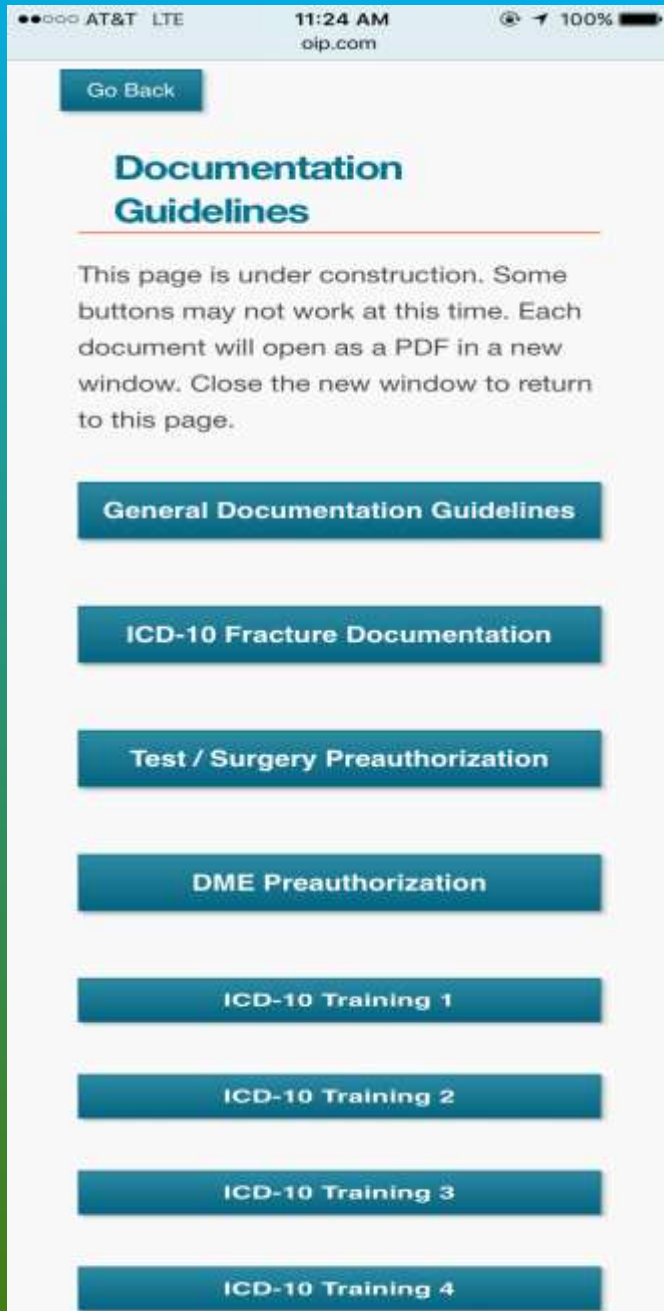 AT&T LTE 11:24 AM 100%
oip.com
Go Back
Documentation
Guidelines
This page is under construction. Some
buttons may not work at this time. Each
document will open as a PDF in a new
window. Close the new window to return
to this page.
General Documentation Guidelines
ICD-10 Fracture Documentation
Test / Surgery Preauthorization
DME Preauthorization
ICD-10 Training 1
ICD-10 Training 2
ICD-10 Training 3
ICD-10 Training 4